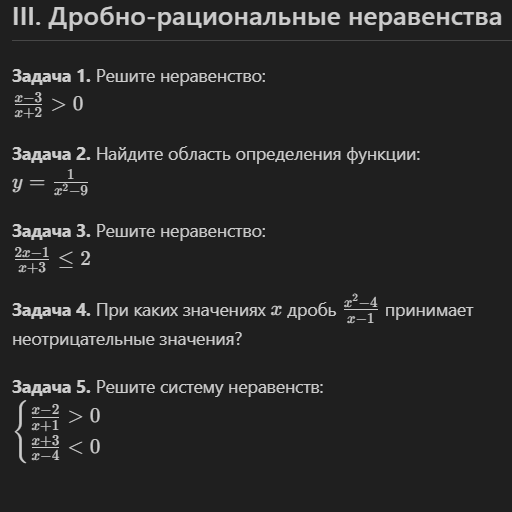 III. Дробно-рациональные неравенства
Задача 1. Решите неравенство:
\frac{x-3}{x+2} > 0
Задача 2. Найдите область определения функции:
y = \frac{1}{x^2-9}
Задача 3. Решите неравенство:
\frac{2x-1}{x+3} ≤ 2
Задача 4. При каких значениях x дробь \frac{x^2-4}{x-1} принимает
неотрицательные значения?
Задача 5. Решите систему неравенств:
\begin{cases} \frac{x-2}{x+1} > 0 \\
\frac{x+3}{x-4} < 0 \end{cases}